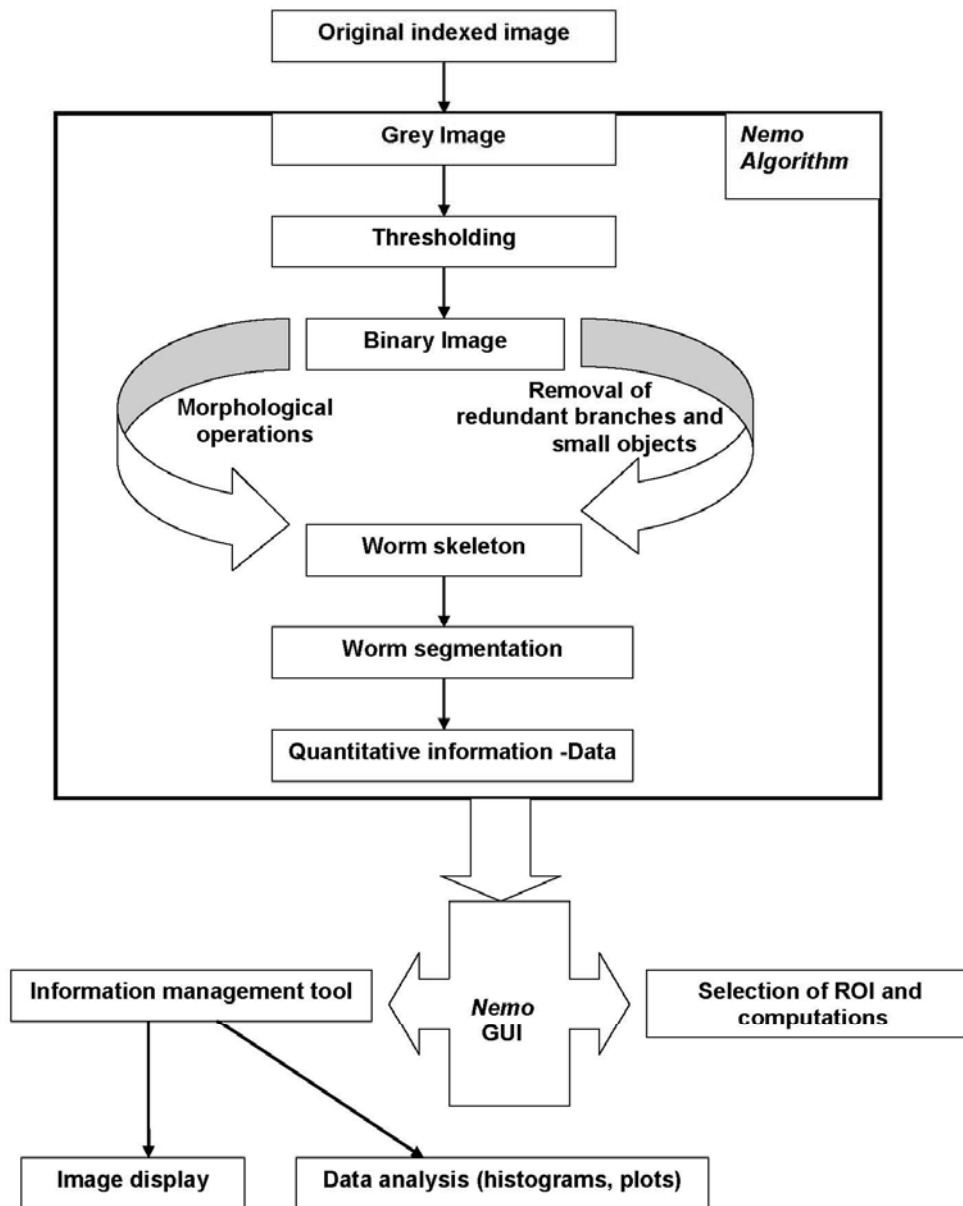 Original indexed image
Grey Image
Nemo
Algorithm
Thresholding
Binary Image
Morphological
operations
Removal of
redundant branches and
small objects
Worm skeleton
Worm segmentation
Quantitative information -Data
Information management tool
Nemo
GUI
Selection of ROI and
computations
Image display
Data analysis (histograms, plots)